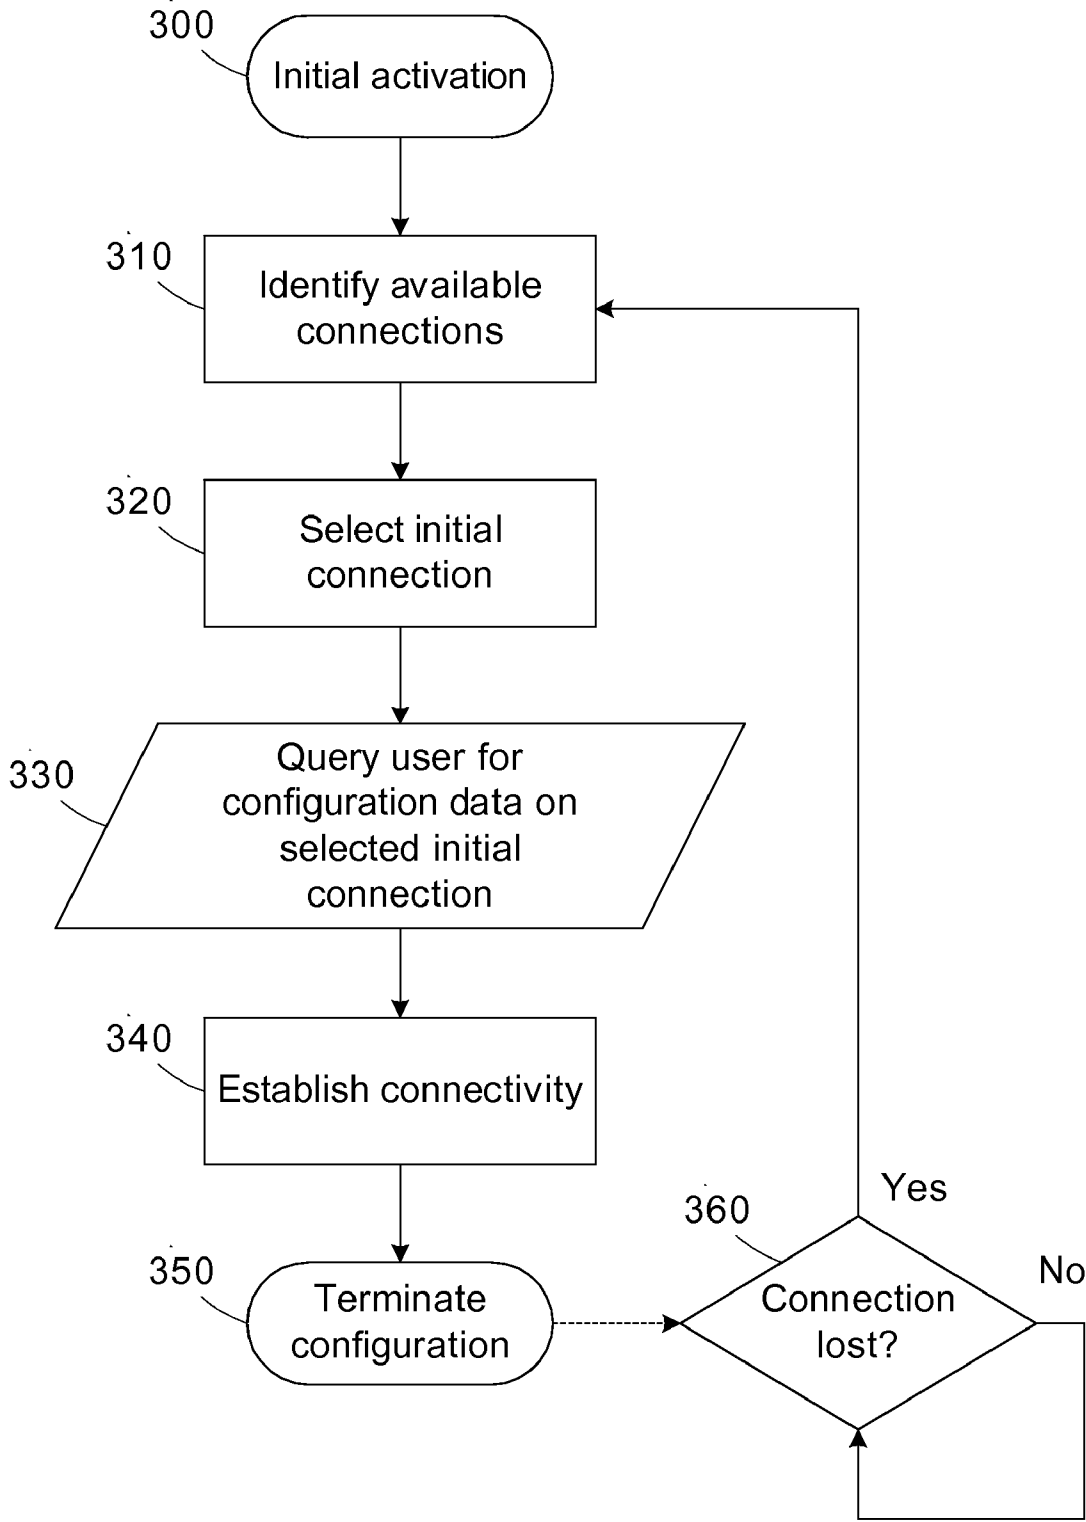 300
Initial activation
310
Identify available
connections
320
Select initial
connection
330
Query user for
configuration data on
selected initial
connection
340
Establish connectivity
350
Terminate
configuration
360
Yes
No
Connection
lost?